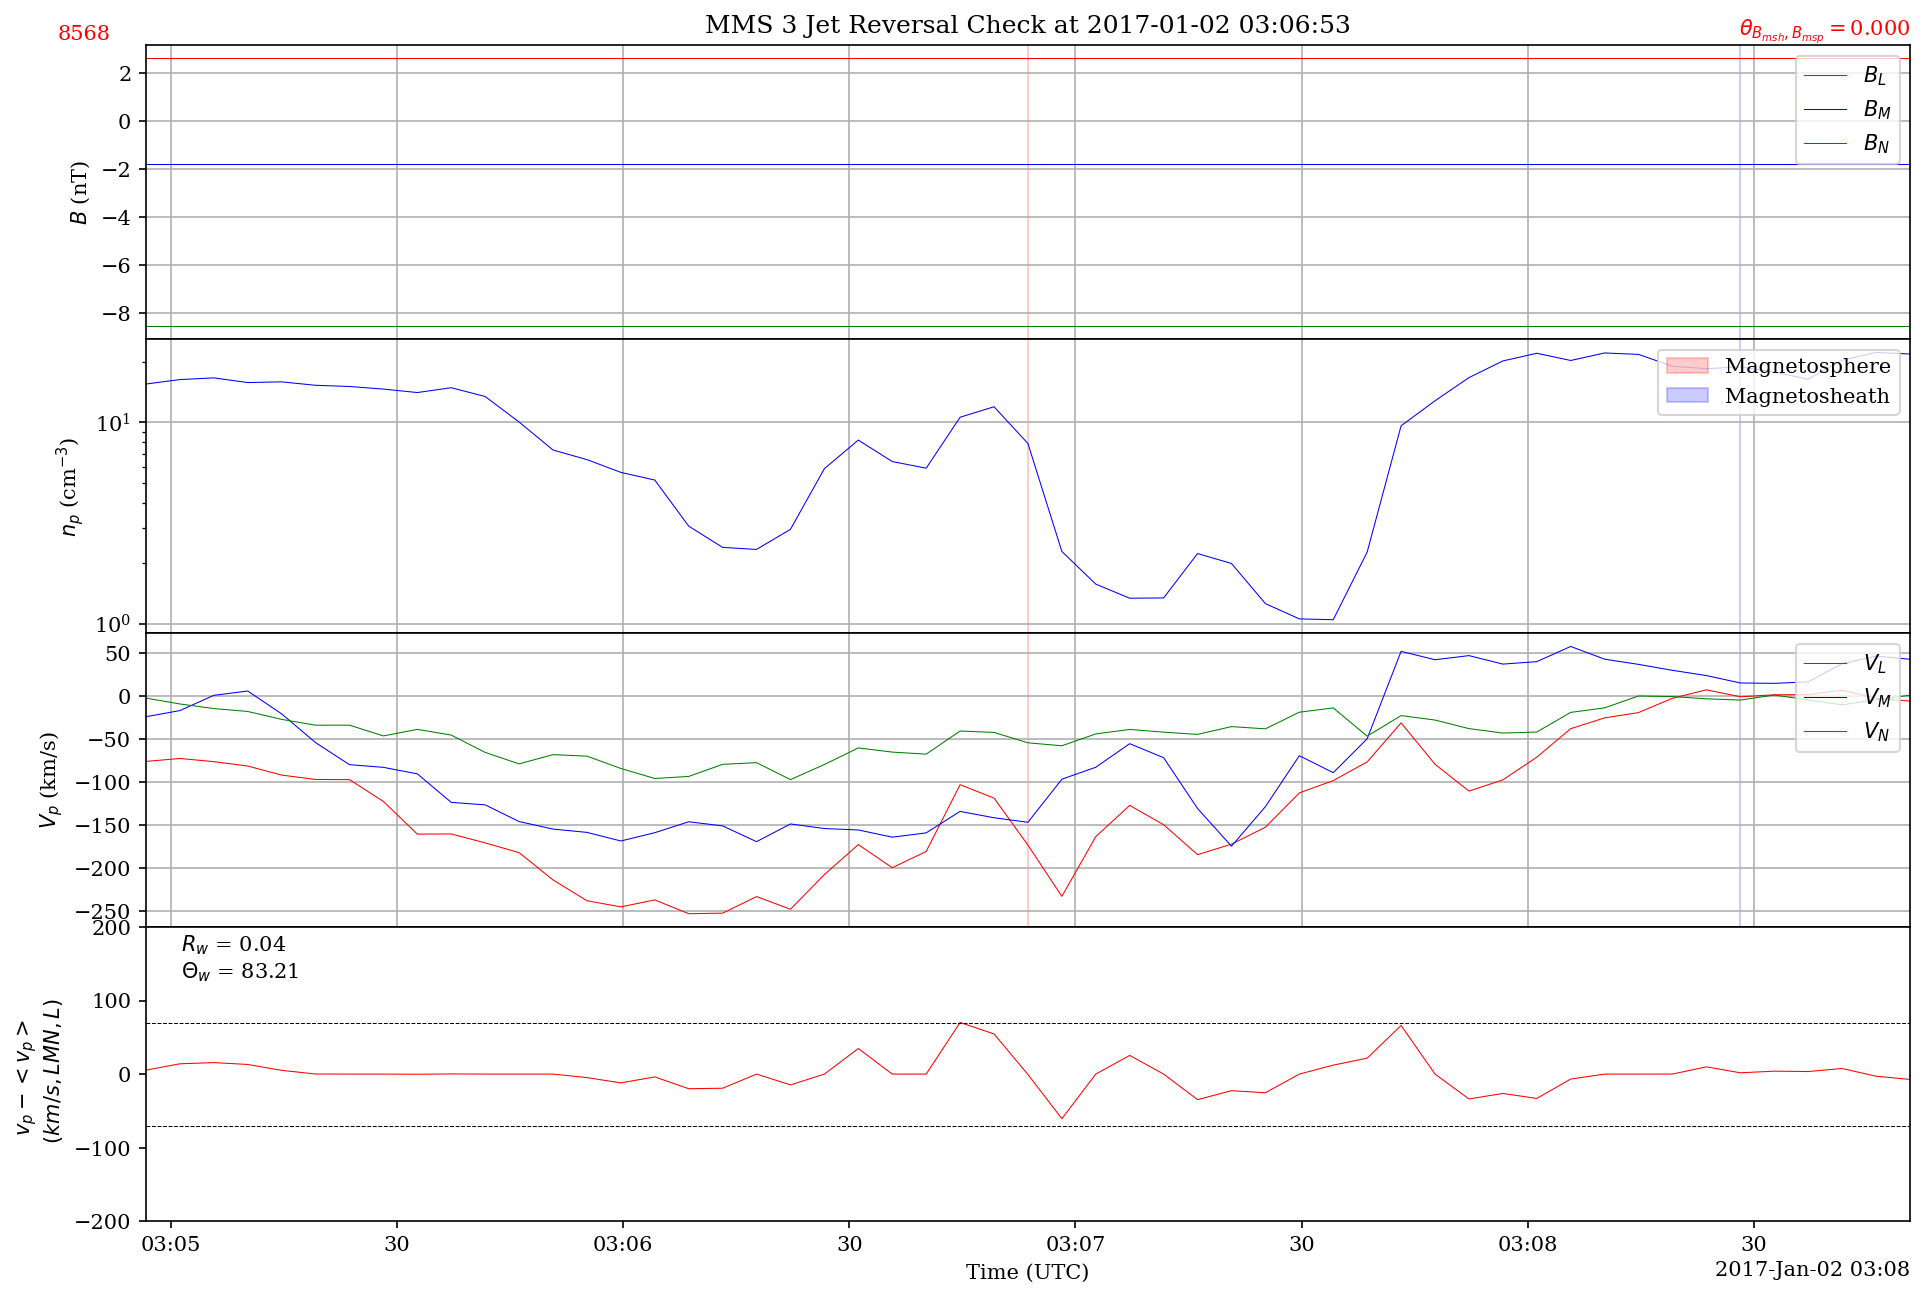 8568
MMS 3 Jet Reversal Check at 2017-01-02 03:06:53
θ_{B_{msh}, B_{msp}} = 0.000
B (nT)
2
0
−2
−4
−6
−8
B_L
B_M
B_N
n_p (cm^{−3})
10^1
10^0
Magnetosphere
Magnetosheath
V_p (km/s)
50
0
−50
−100
−150
−200
−250
V_L
V_M
V_N
v_p − <v_p>
(km/s, LMN, L)
200
100
0
−100
−200
R_w = 0.04
Θ_w = 83.21
03:05 30 03:06 30 03:07 30 03:08 30
Time (UTC)
2017-Jan-02 03:08